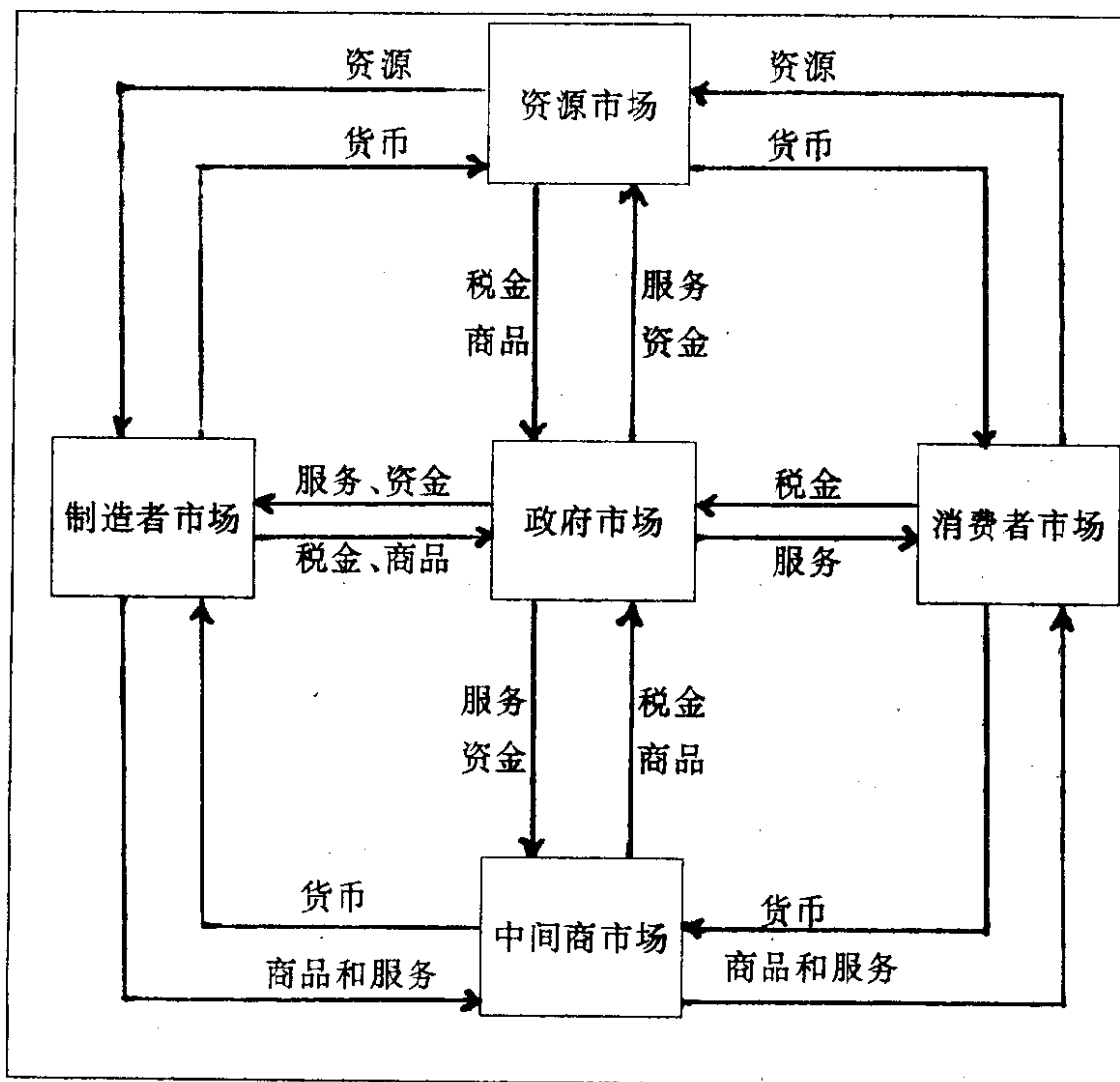 资源
资源
资源市场
货币
货币
税金
服务
商品
资金
服务、资金
税金
制造者市场
政府市场
消费者市场
税金、商品
服务
服务
税金
资金
商品
货币
货币
中间商市场
商品和服务
商品和服务